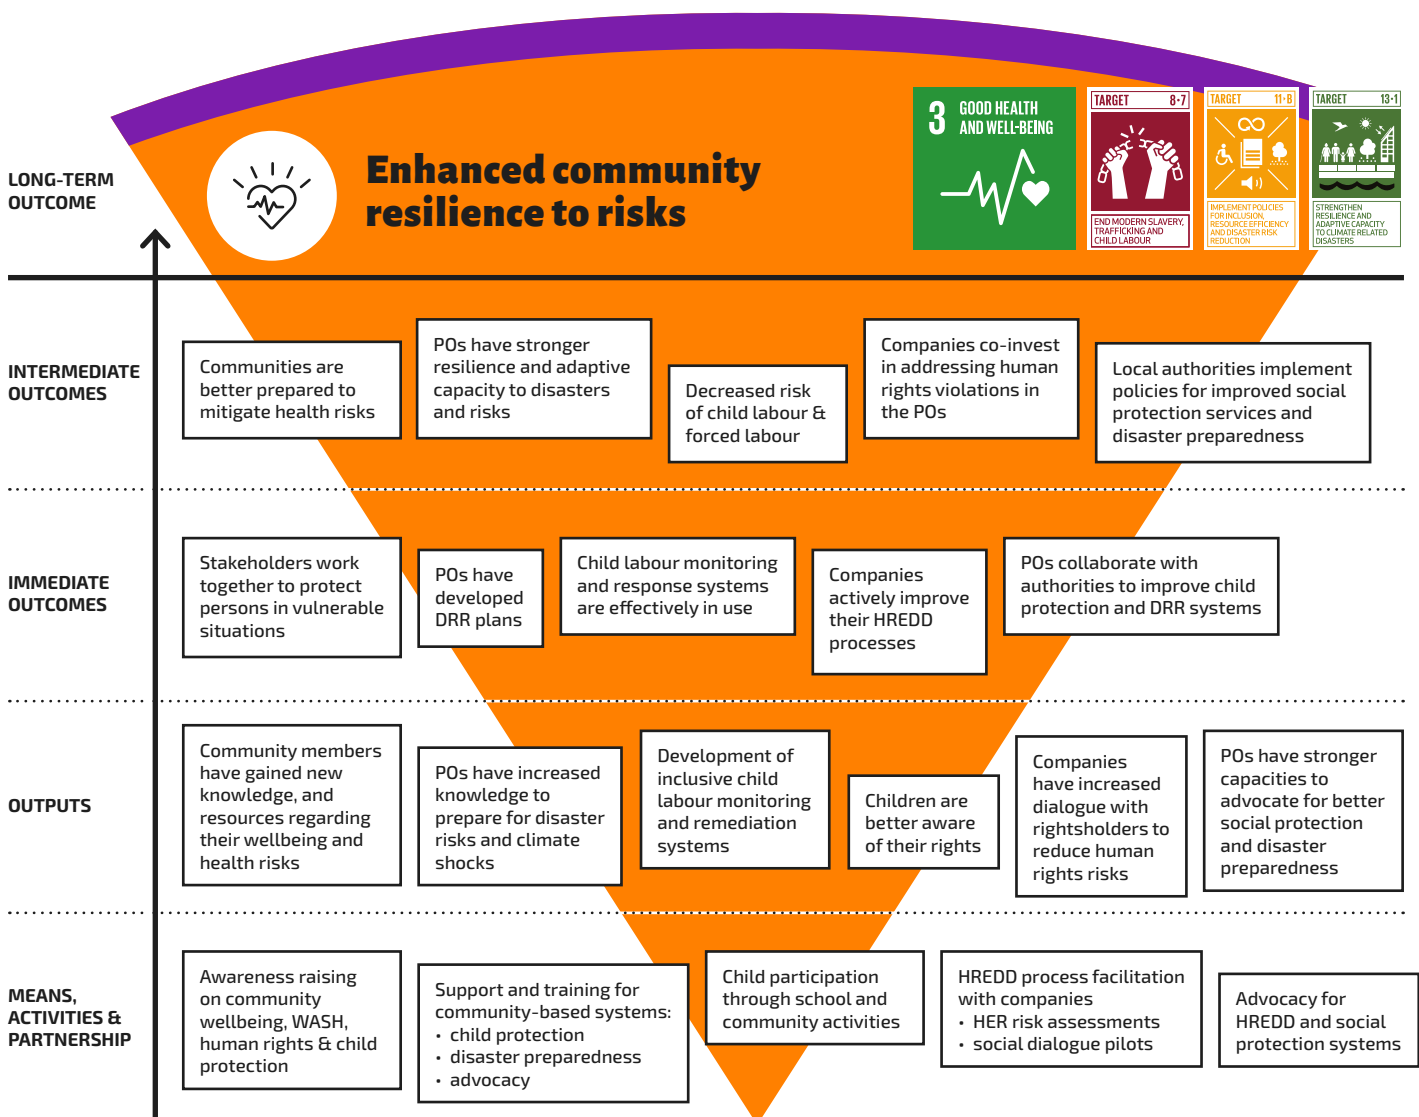 LONG-TERM
OUTCOME
Enhanced community
resilience to risks
3
GOOD HEALTH
AND WELL-BEING
TARGET 8·7
END MODERN SLAVERY,
TRAFFICKING AND
CHILD LABOUR
TARGET 11·B
IMPLEMENT POLICIES
FOR INCLUSION,
RESOURCE EFFICIENCY
AND DISASTER RISK
REDUCTION
TARGET 13·1
STRENGTHEN
RESILIENCE AND
ADAPTIVE CAPACITY
TO CLIMATE RELATED
DISASTERS
INTERMEDIATE
OUTCOMES
Communities are
better prepared to
mitigate health risks
POs have stronger
resilience and adaptive
capacity to disasters
and risks
Decreased risk
of child labour &
forced labour
Companies co-invest
in addressing human
rights violations in
the POs
Local authorities implement
policies for improved social
protection services and
disaster preparedness
IMMEDIATE
OUTCOMES
Stakeholders work
together to protect
persons in vulnerable
situations
POs have
developed
DRR plans
Child labour monitoring
and response systems
are effectively in use
Companies
actively improve
their HREDD
processes
POs collaborate with
authorities to improve child
protection and DRR systems
OUTPUTS
Community members
have gained new
knowledge, and
resources regarding
their wellbeing and
health risks
POs have increased
knowledge to
prepare for disaster
risks and climate
shocks
Development of
inclusive child
labour monitoring
and remediation
systems
Children are
better aware
of their rights
Companies
have increased
dialogue with
rightsholders to
reduce human
rights risks
POs have stronger
capacities to
advocate for better
social protection
and disaster
preparedness
MEANS,
ACTIVITIES &
PARTNERSHIP
Awareness raising
on community
wellbeing, WASH,
human rights & child
protection
Support and training for
community-based systems:
• child protection
• disaster preparedness
• advocacy
Child participation
through school and
community activities
HREDD process facilitation
with companies
• HER risk assessments
• social dialogue pilots
Advocacy for
HREDD and social
protection systems